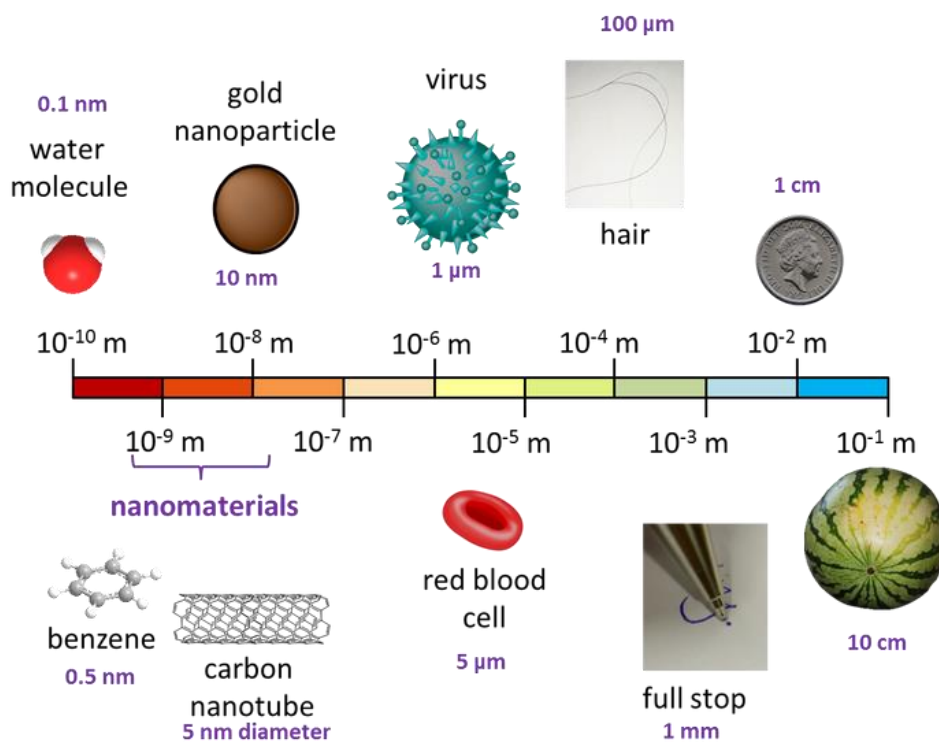 0.1 nm
water
molecule
gold
nanoparticle
10 nm
virus
1 µm
100 µm
hair
1 cm
10⁻¹⁰ m
10⁻⁸ m
10⁻⁶ m
10⁻⁴ m
10⁻² m
10⁻⁹ m
10⁻⁷ m
10⁻⁵ m
10⁻³ m
10⁻¹ m
nanomaterials
benzene
0.5 nm
carbon
nanotube
5 nm diameter
red blood
cell
5 µm
full stop
1 mm
10 cm